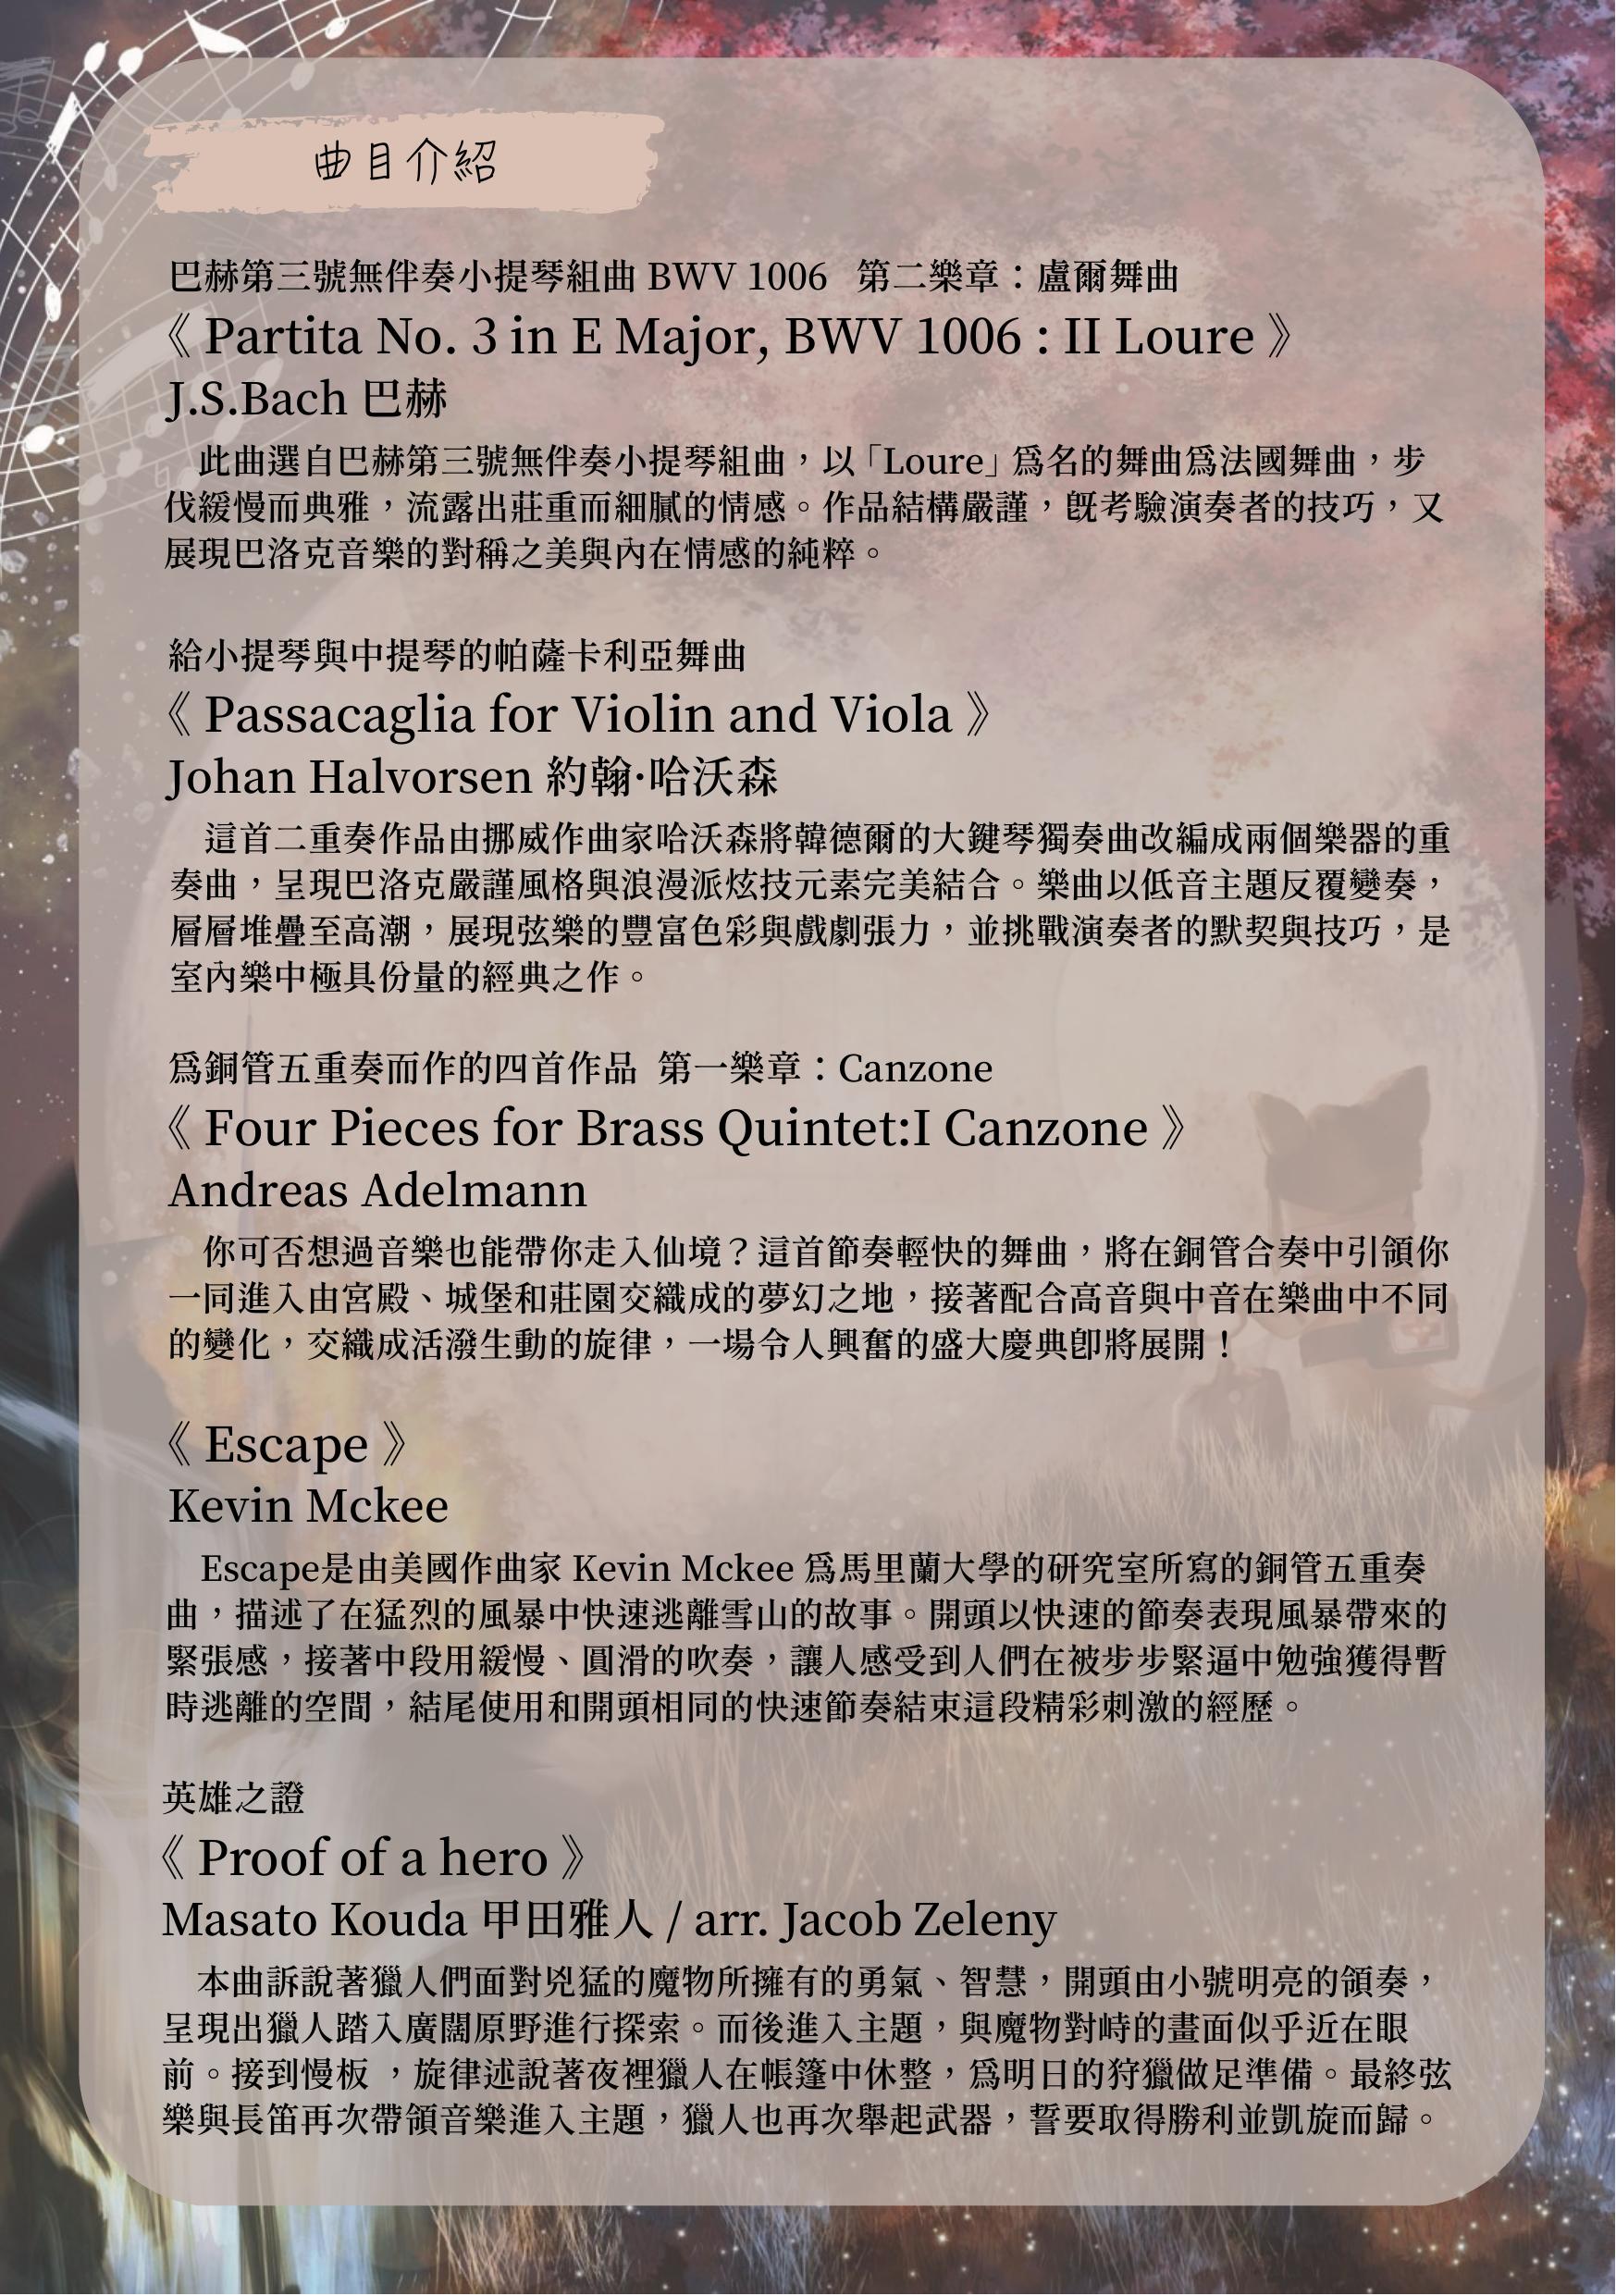 曲目介紹
巴赫第三號無伴奏小提琴組曲 BWV 1006 第二樂章：盧爾舞曲
《 Partita No. 3 in E Major, BWV 1006 : II Loure 》
J.S.Bach 巴赫
此曲選自巴赫第三號無伴奏小提琴組曲，以「Loure」爲名的舞曲爲法國舞曲，步
伐緩慢而典雅，流露出莊重而細膩的情感。作品結構嚴謹，旣考驗演奏者的技巧，又
展現巴洛克音樂的對稱之美與內在情感的純粹。
給小提琴與中提琴的帕薩卡利亞舞曲
《 Passacaglia for Violin and Viola 》
Johan Halvorsen 約翰·哈沃森
這首二重奏作品由挪威作曲家哈沃森將韓德爾的大鍵琴獨奏曲改編成兩個樂器的重
奏曲，呈現巴洛克嚴謹風格與浪漫派炫技元素完美結合。樂曲以低音主題反覆變奏，
層層堆疊至高潮，展現弦樂的豐富色彩與戲劇張力，並挑戰演奏者的默契與技巧，是
室內樂中極具份量的經典之作。
爲銅管五重奏而作的四首作品 第一樂章：Canzone
《 Four Pieces for Brass Quintet:I Canzone 》
Andreas Adelmann
你可否想過音樂也能帶你走入仙境？這首節奏輕快的舞曲，將在銅管合奏中引領你
一同進入由宮殿、城堡和莊園交織成的夢幻之地，接著配合高音與中音在樂曲中不同
的變化，交織成活潑生動的旋律，一場令人興奮的盛大慶典卽將展開！
《 Escape 》
Kevin Mckee
Escape是由美國作曲家 Kevin Mckee 爲馬里蘭大學的研究室所寫的銅管五重奏
曲，描述了在猛烈的風暴中快速逃離雪山的故事。開頭以快速的節奏表現風暴帶來的
緊張感，接著中段用緩慢、圓滑的吹奏，讓人感受到人們在被步步緊逼中勉強獲得暫
時逃離的空間，結尾使用和開頭相同的快速節奏結束這段精彩刺激的經歷。
英雄之證
《 Proof of a hero 》
Masato Kouda 甲田雅人 / arr. Jacob Zeleny
本曲訴說著獵人們面對兇猛的魔物所擁有的勇氣、智慧，開頭由小號明亮的領奏，
呈現出獵人踏入廣闊原野進行探索。而後進入主題，與魔物對峙的畫面似乎近在眼
前。接到慢板 ，旋律述說著夜裡獵人在帳篷中休整，爲明日的狩獵做足準備。最終弦
樂與長笛再次帶領音樂進入主題，獵人也再次舉起武器，誓要取得勝利並凱旋而歸。